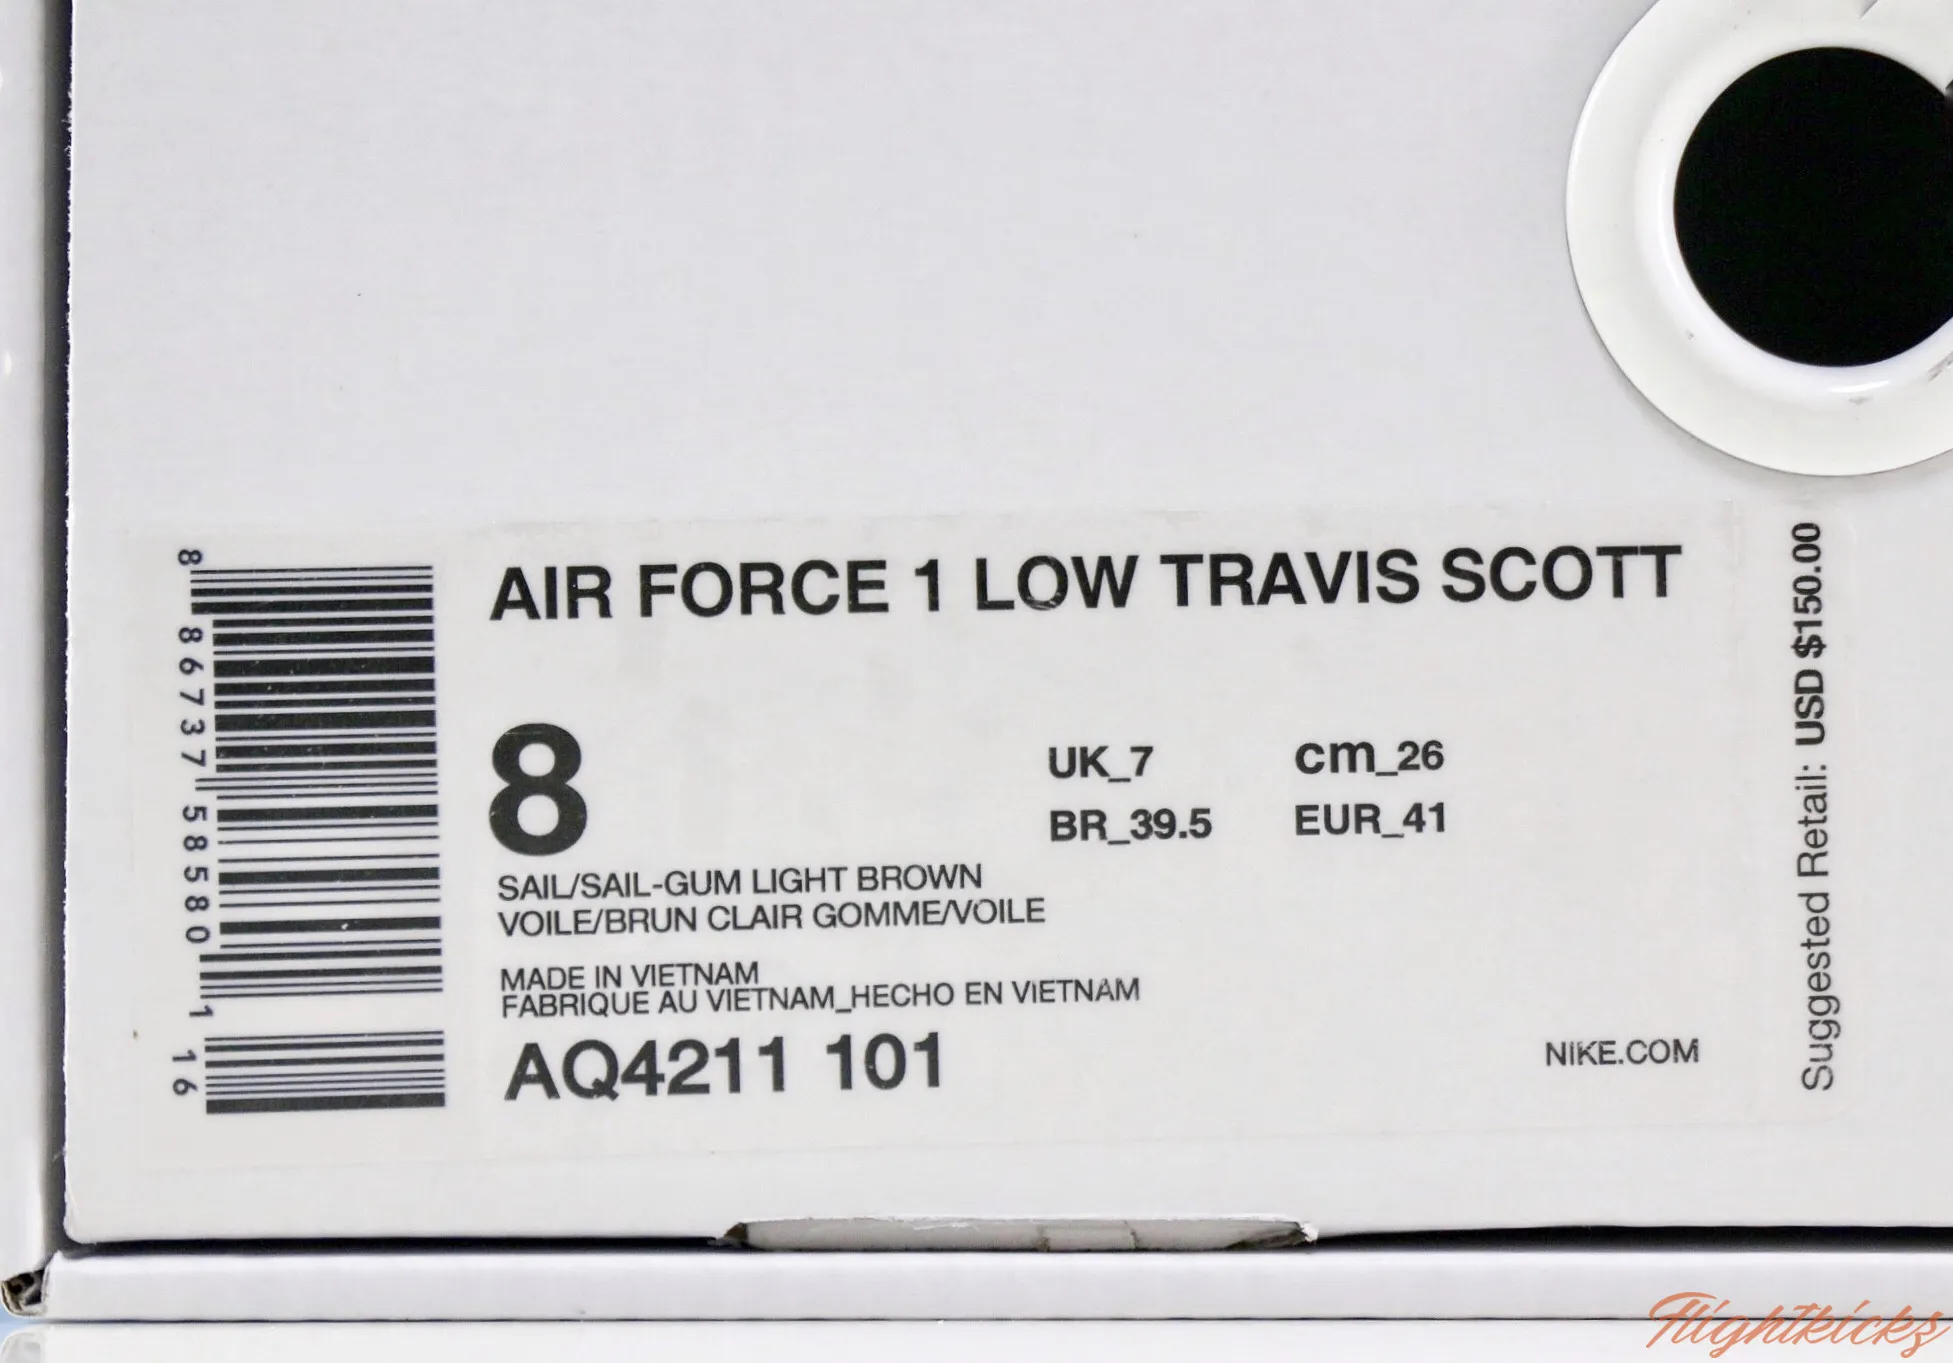 AIR FORCE 1 LOW TRAVIS SCOTT
8
UK_7
cm_26
BR_39.5
EUR_41
SAIL/SAIL-GUM LIGHT BROWN
VOILE/BRUN CLAIR GOMME/VOILE
MADE IN VIETNAM
FABRIQUE AU VIETNAM_HECHO EN VIETNAM
AQ4211 101
NIKE.COM
8 86737 58580 1
16
Suggested Retail: USD $150.00
Flightkickz